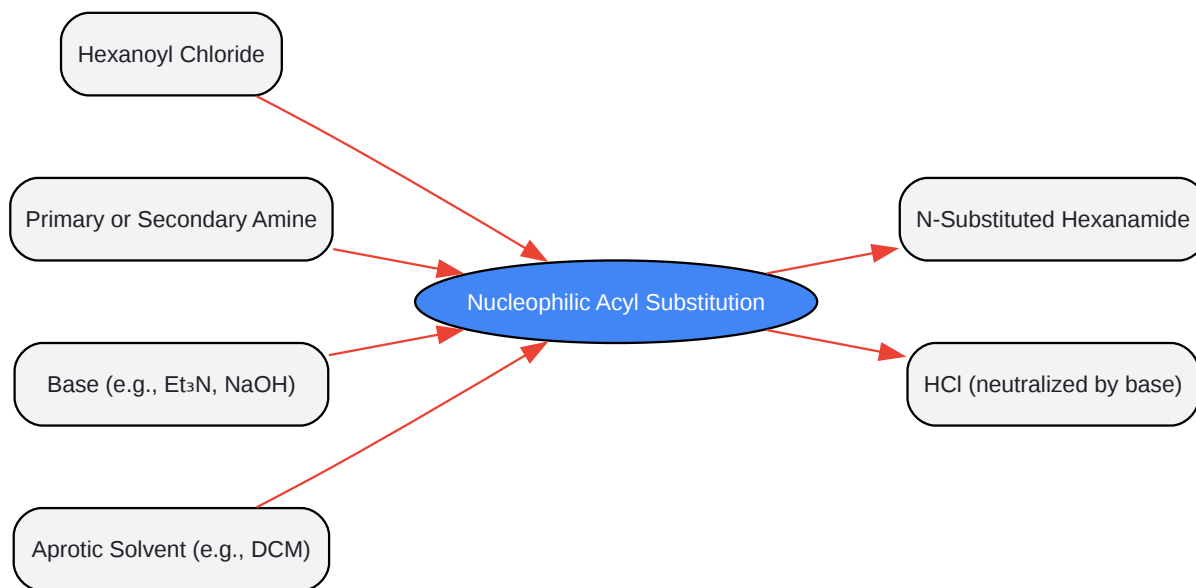 Hexanoyl Chloride
Primary or Secondary Amine
Base (e.g., Et₃N, NaOH)
Aprotic Solvent (e.g., DCM)
Nucleophilic Acyl Substitution
N-Substituted Hexanamide
HCl (neutralized by base)